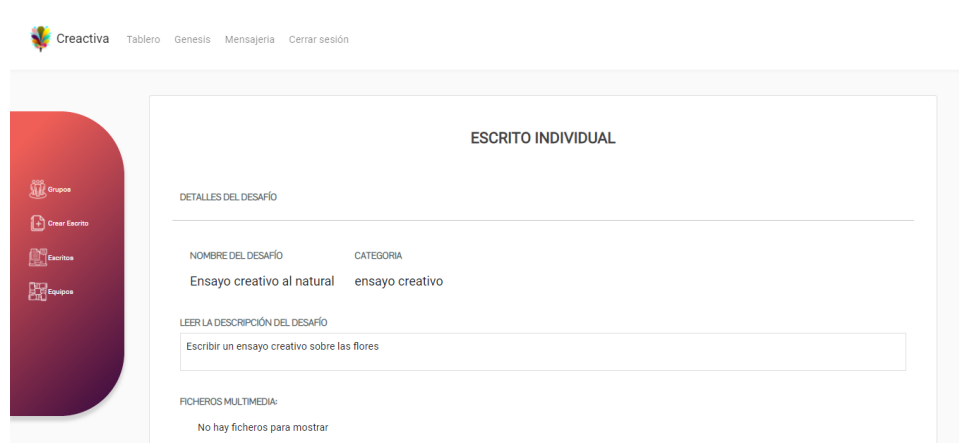 Creactiva Tablero Genesis Mensajeria Cerrar sesión
ESCRITO INDIVIDUAL
Grupos
Crear Escrito
Escritos
Equipos
DETALLES DEL DESAFÍO
NOMBRE DEL DESAFÍO CATEGORIA
Ensayo creativo al natural ensayo creativo
LEER LA DESCRIPCIÓN DEL DESAFÍO
Escribir un ensayo creativo sobre las flores
FICHEROS MULTIMEDIA:
No hay ficheros para mostrar